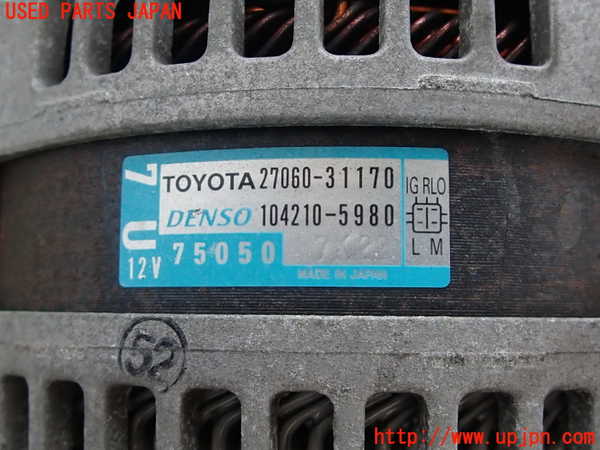 USED PARTS JAPAN
7U
TOYOTA 27060-31170
DENSO 104210-5980
12V 75050
MADE IN JAPAN
IG RLO
L M
52
http://www.upjpn.com